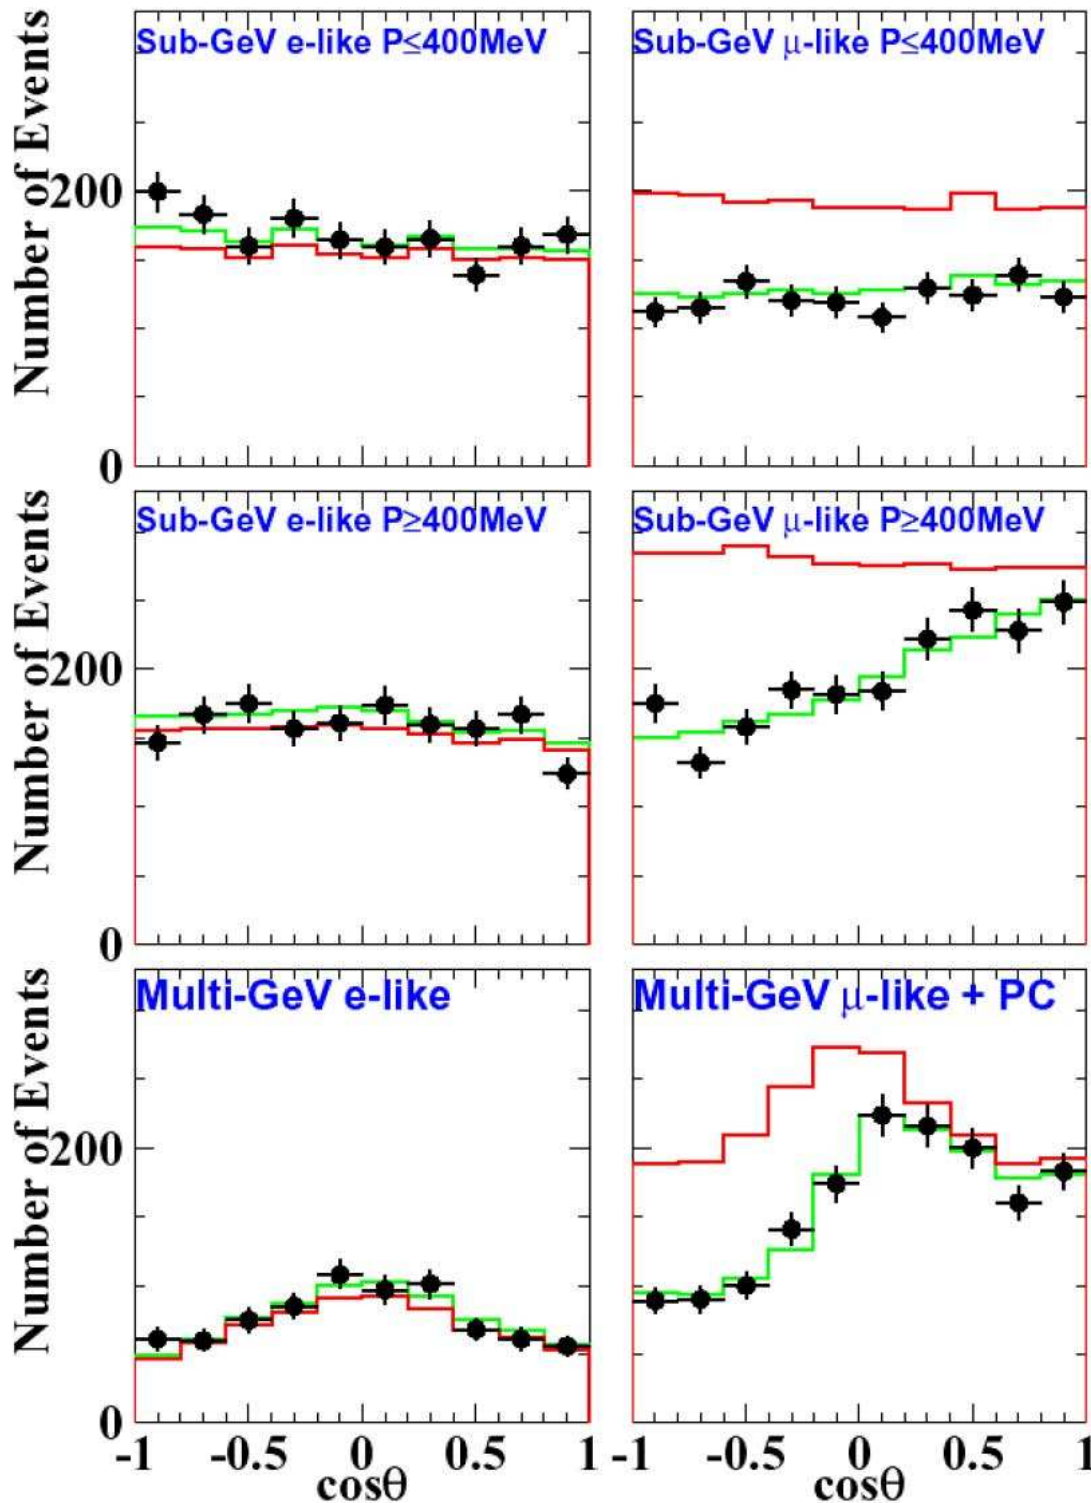 Sub-GeV e-like P≤400MeV
Sub-GeV μ-like P≤400MeV
Number of Events
200
0
Sub-GeV e-like P≥400MeV
Sub-GeV μ-like P≥400MeV
Number of Events
200
0
Multi-GeV e-like
Multi-GeV μ-like + PC
Number of Events
200
0
-1 -0.5 0 0.5 1
-1 -0.5 0 0.5 1
cosθ
cosθ